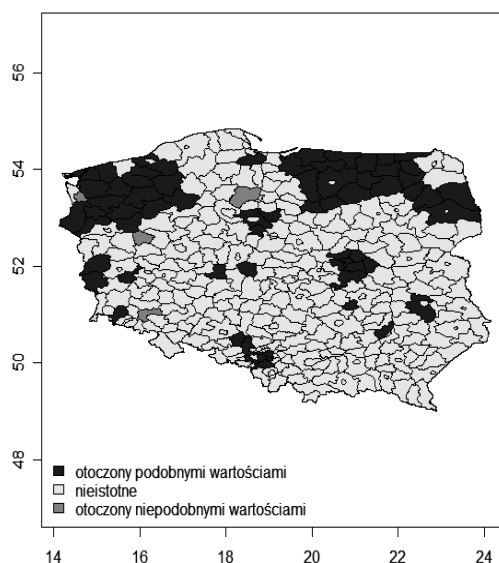 56
54
52
50
48
otoczony podobnymi wartościami
nieistotne
otoczony niepodobnymi wartościami
14 16 18 20 22 24